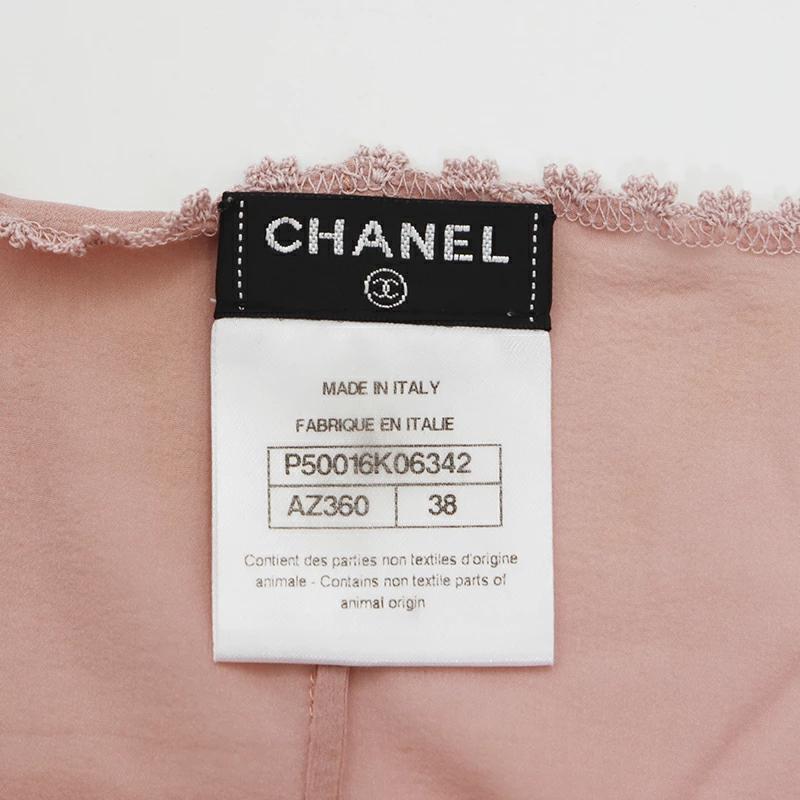 CHANEL
MADE IN ITALY
FABRIQUE EN ITALIE
P50016K06342
AZ360 38
Contient des parties non textiles d'origine
animale - Contains non textile parts of
animal origin